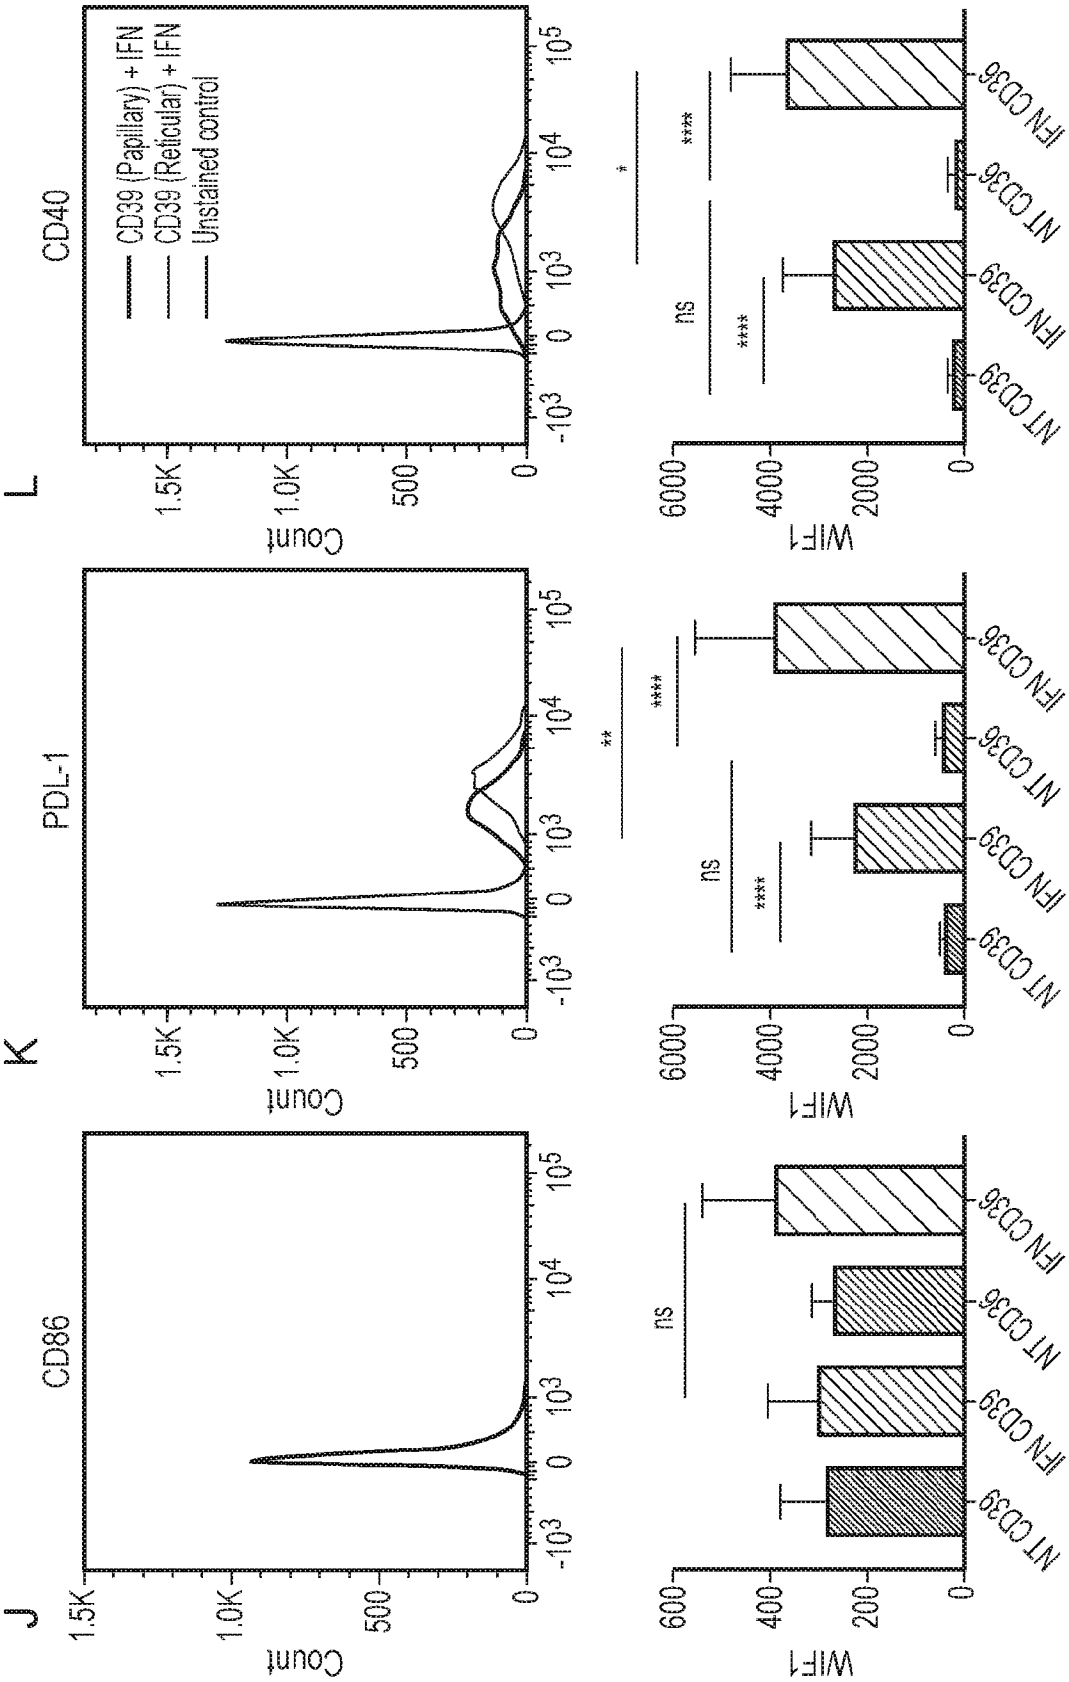 J
CD86
Count
1.5K
1.0K
500
0
-10³ 0 10³ 10⁴ 10⁵
WIF1
600
400
200
0
ns
NT CD39
IFN CD39
NT CD36
IFN CD36
K
PDL-1
Count
1.5K
1.0K
500
0
-10³ 0 10³ 10⁴ 10⁵
WIF1
6000
4000
2000
0
**
****
ns
****
NT CD39
IFN CD39
NT CD36
IFN CD36
L
CD40
CD39 (Papillary) + IFN
CD39 (Reticular) + IFN
Unstained control
Count
1.5K
1.0K
500
0
-10³ 0 10³ 10⁴ 10⁵
WIF1
6000
4000
2000
0
*
****
ns
****
NT CD39
IFN CD39
NT CD36
IFN CD36